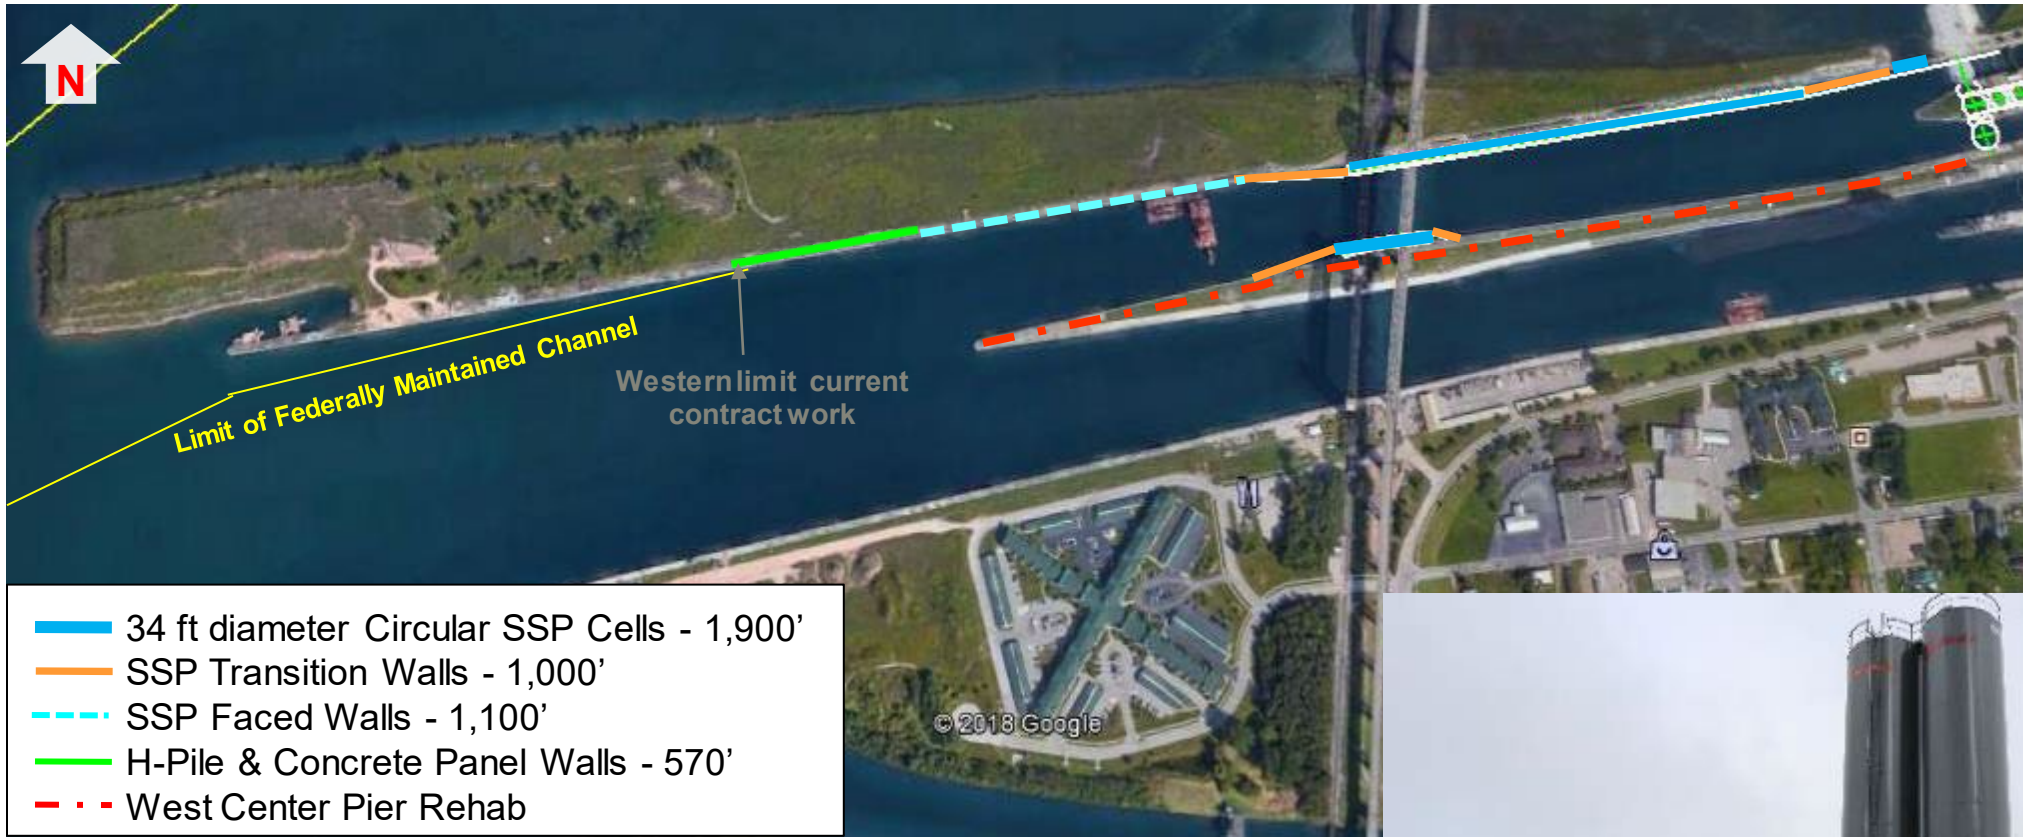 N
Limit of Federally Maintained Channel
Western limit current
contract work
34 ft diameter Circular SSP Cells - 1,900’
SSP Transition Walls - 1,000’
SSP Faced Walls - 1,100’
H-Pile & Concrete Panel Walls - 570’
West Center Pier Rehab
© 2018 Google